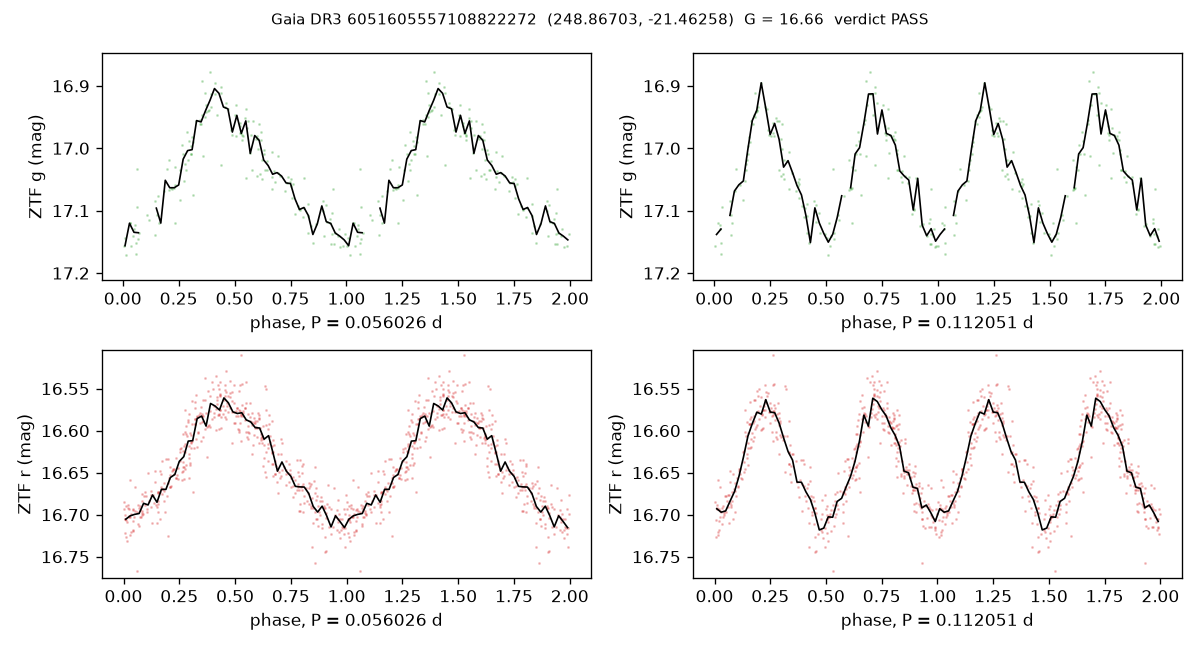 Gaia DR3 6051605557108822272 (248.86703, -21.46258) G = 16.66 verdict PASS
ZTF g (mag)
16.9
17.0
17.1
17.2
0.00 0.25 0.50 0.75 1.00 1.25 1.50 1.75 2.00
phase, P = 0.056026 d
ZTF g (mag)
16.9
17.0
17.1
17.2
0.00 0.25 0.50 0.75 1.00 1.25 1.50 1.75 2.00
phase, P = 0.112051 d
ZTF r (mag)
16.55
16.60
16.65
16.70
16.75
0.00 0.25 0.50 0.75 1.00 1.25 1.50 1.75 2.00
phase, P = 0.056026 d
ZTF r (mag)
16.55
16.60
16.65
16.70
16.75
0.00 0.25 0.50 0.75 1.00 1.25 1.50 1.75 2.00
phase, P = 0.112051 d